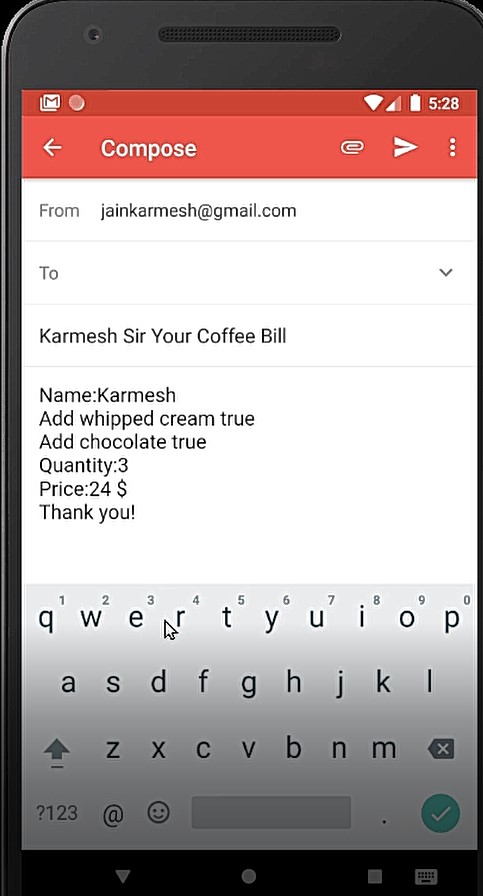 5:28
Compose
From jainkarmesh@gmail.com
To
Karmesh Sir Your Coffee Bill
Name:Karmesh
Add whipped cream true
Add chocolate true
Quantity:3
Price:24 $
Thank you!
1 2 3 4 5 6 7 8 9 0
q w e r t y u i o p
a s d f g h j k l
z x c v b n m
?123 @ .